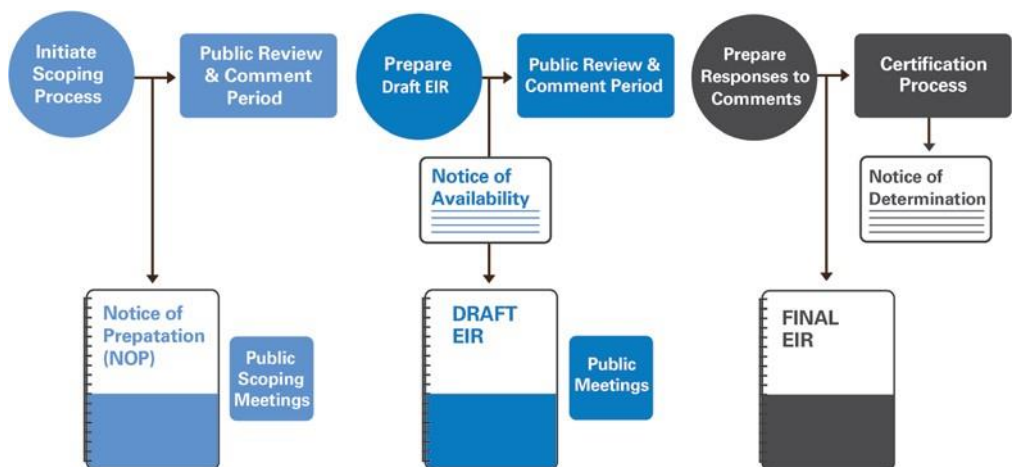 Initiate
Scoping
Process
Public Review
& Comment
Period
Notice of
Prepatation
(NOP)
Public
Scoping
Meetings
Prepare
Draft EIR
Public Review &
Comment Period
Notice of
Availability
DRAFT
EIR
Public
Meetings
Prepare
Responses to
Comments
Certification
Process
Notice of
Determination
FINAL
EIR